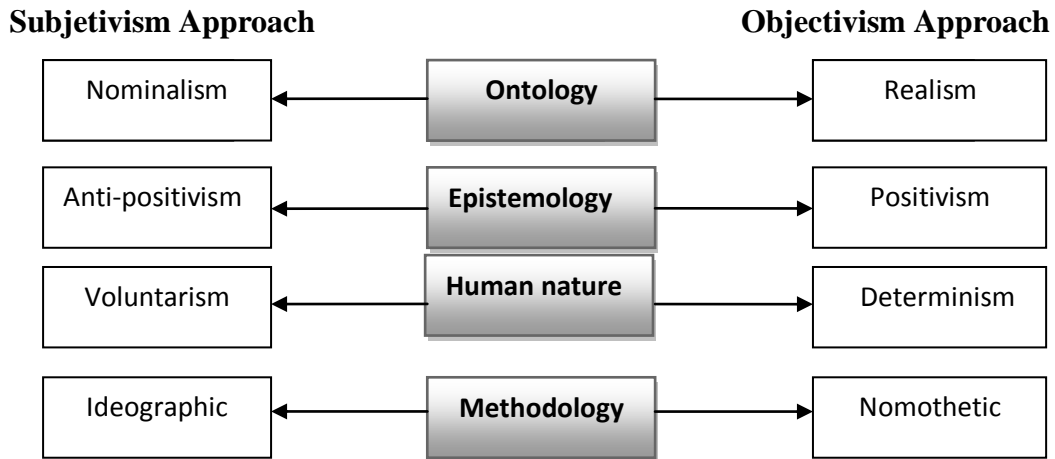 Subjetivism Approach Objectivism Approach
Nominalism Ontology Realism
Anti-positivism Epistemology Positivism
Voluntarism Human nature Determinism
Ideographic Methodology Nomothetic